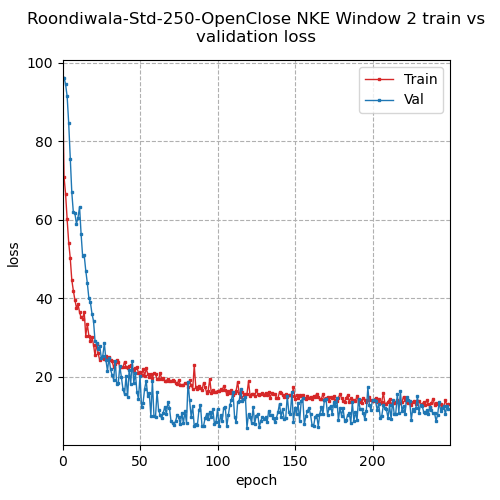 Roondiwala-Std-250-OpenClose NKE Window 2 train vs
validation loss
100
80
60
40
20
loss
Train
Val
0
50
100
150
200
epoch